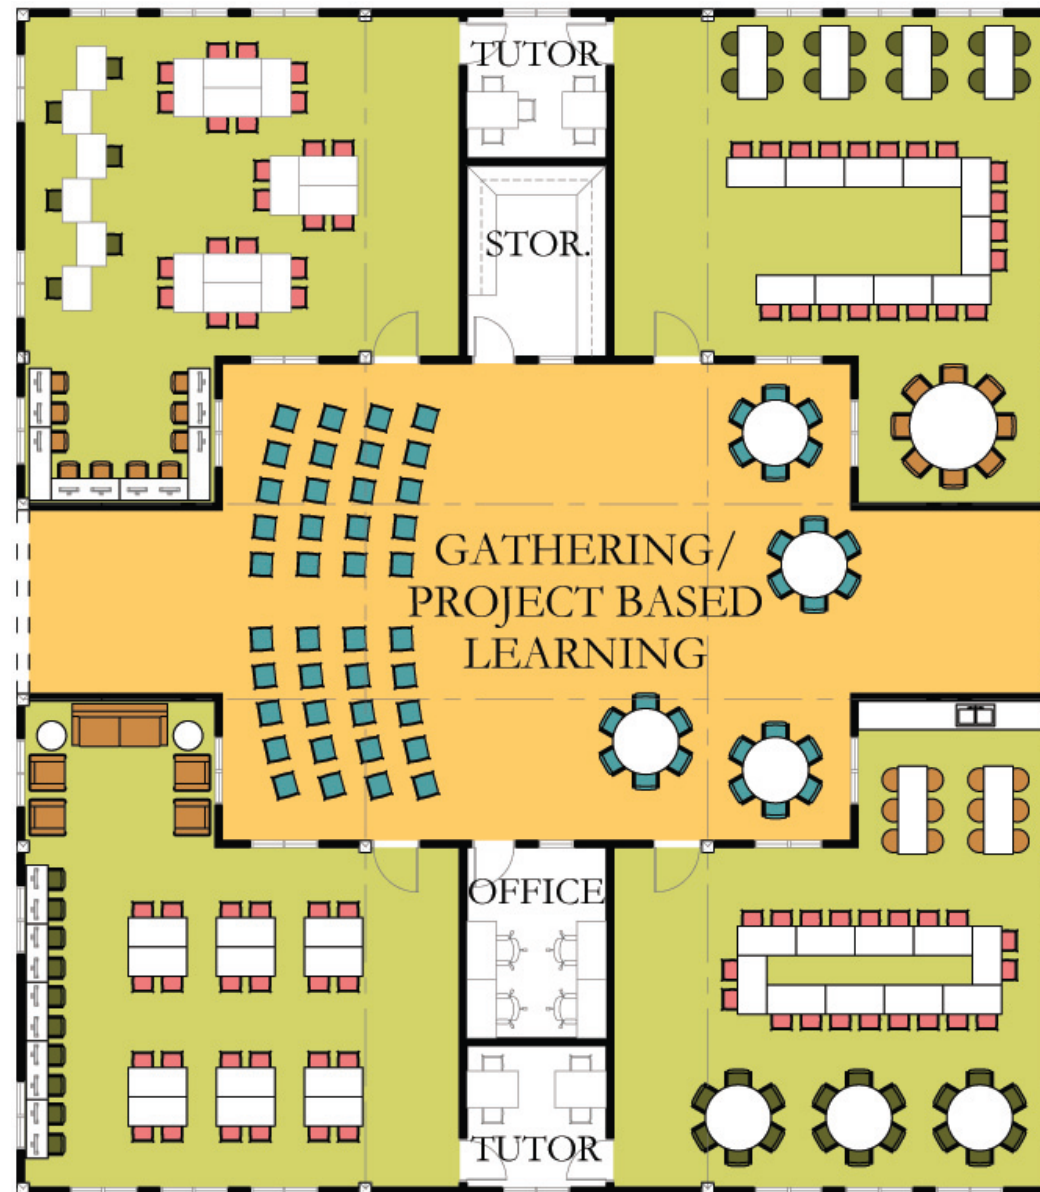 TUTOR
STOR.
GATHERING/
PROJECT BASED
LEARNING
OFFICE
TUTOR